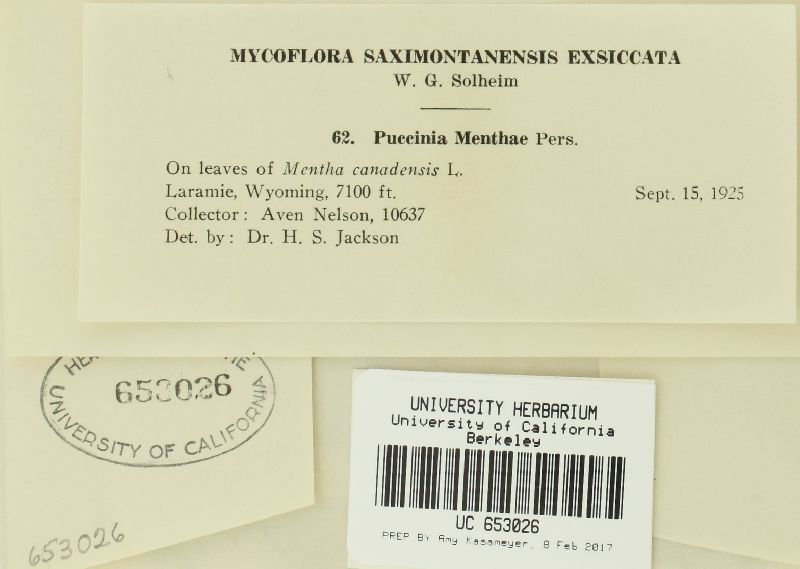 MYCOFLORA SAXIMONTANENSIS EXSICCATA
W. G. Solheim
62. Puccinia Menthae Pers.
On leaves of Mentha canadensis L.
Laramie, Wyoming, 7100 ft. Sept. 15, 1925
Collector: Aven Nelson, 10637
Det. by: Dr. H. S. Jackson
653026
UNIVERSITY OF CALIFORNIA
653026
UNIVERSITY HERBARIUM
University of California
Berkeley
UC 653026
PREP BY Amy Kasameyer, 8 Feb 2017